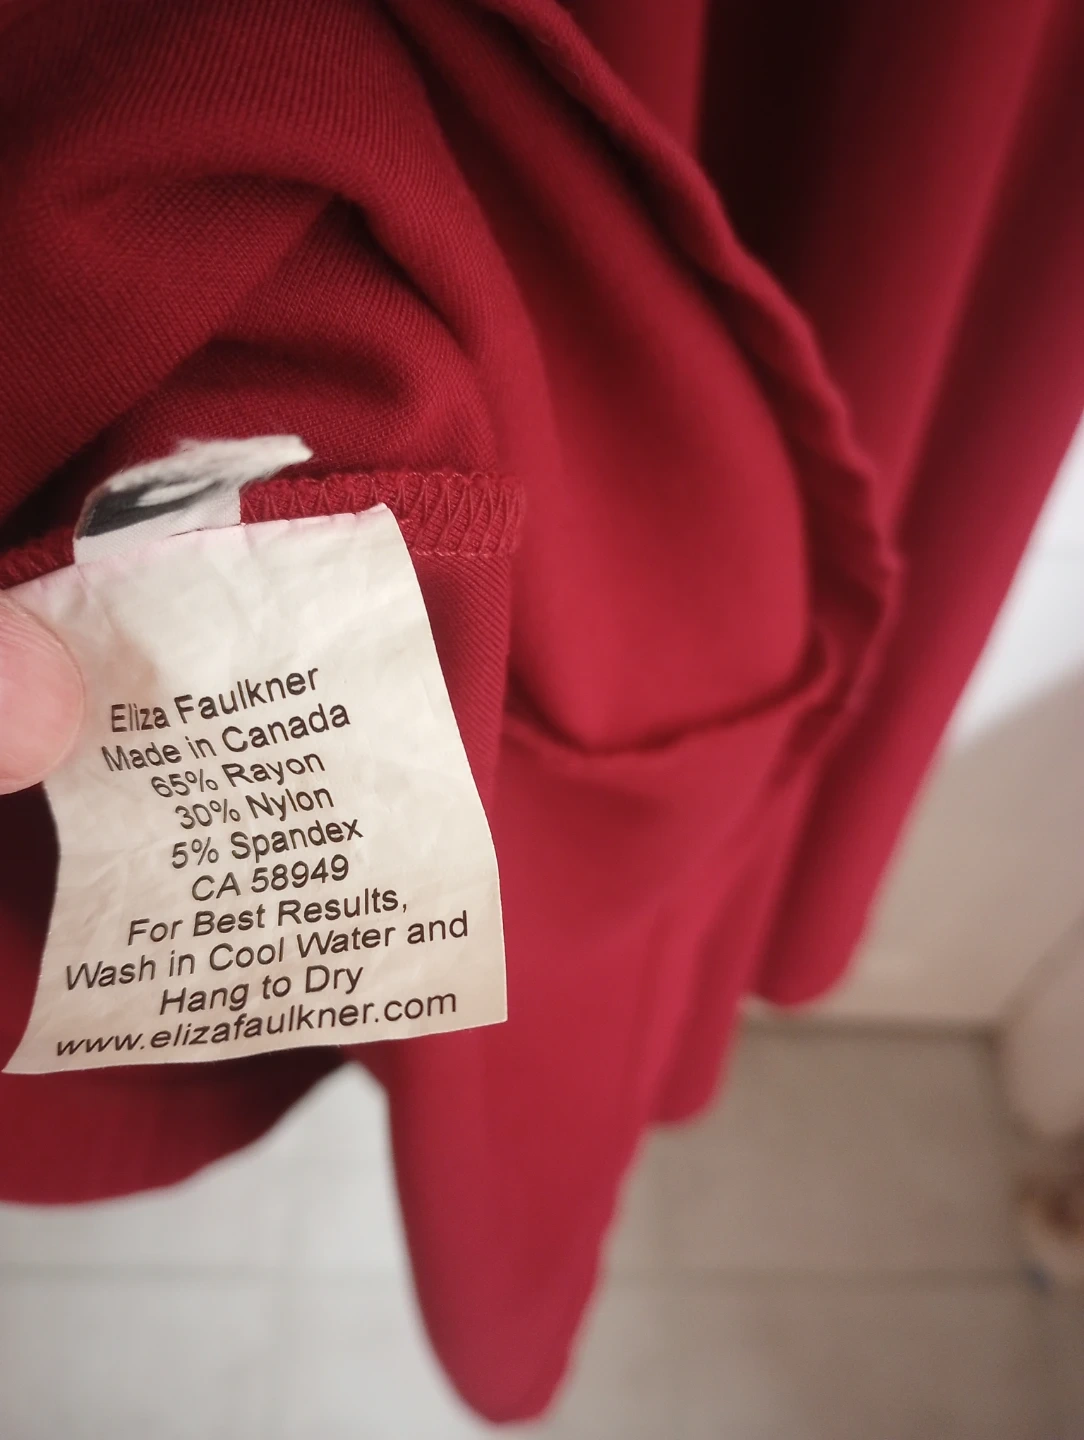 Eliza Faulkner
Made in Canada
65% Rayon
30% Nylon
5% Spandex
CA 58949
For Best Results,
Wash in Cool Water and
Hang to Dry
www.elizafaulkner.com